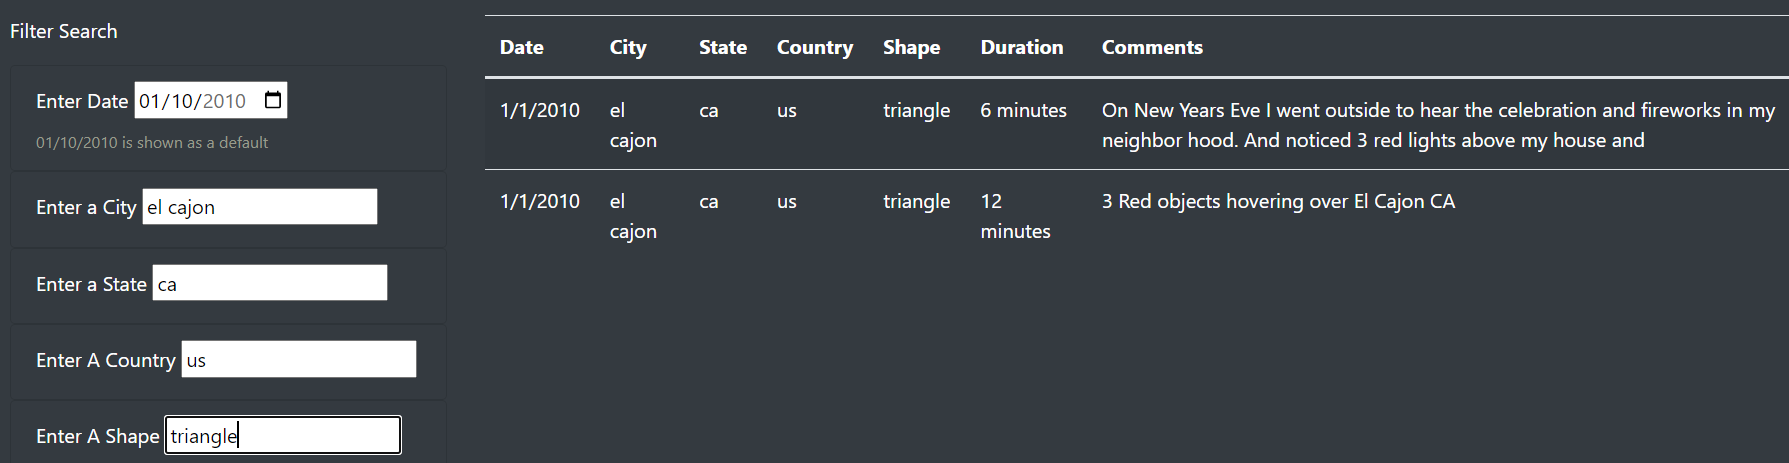 Filter Search
Enter Date 01/10/2010
01/10/2010 is shown as a default
Enter a City el cajon
Enter a State ca
Enter A Country us
Enter A Shape triangle
Date City State Country Shape Duration Comments
1/1/2010 el ca us triangle 6 minutes On New Years Eve I went outside to hear the celebration and fireworks in my
cajon neighbor hood. And noticed 3 red lights above my house and
1/1/2010 el ca us triangle 12 3 Red objects hovering over El Cajon CA
cajon minutes